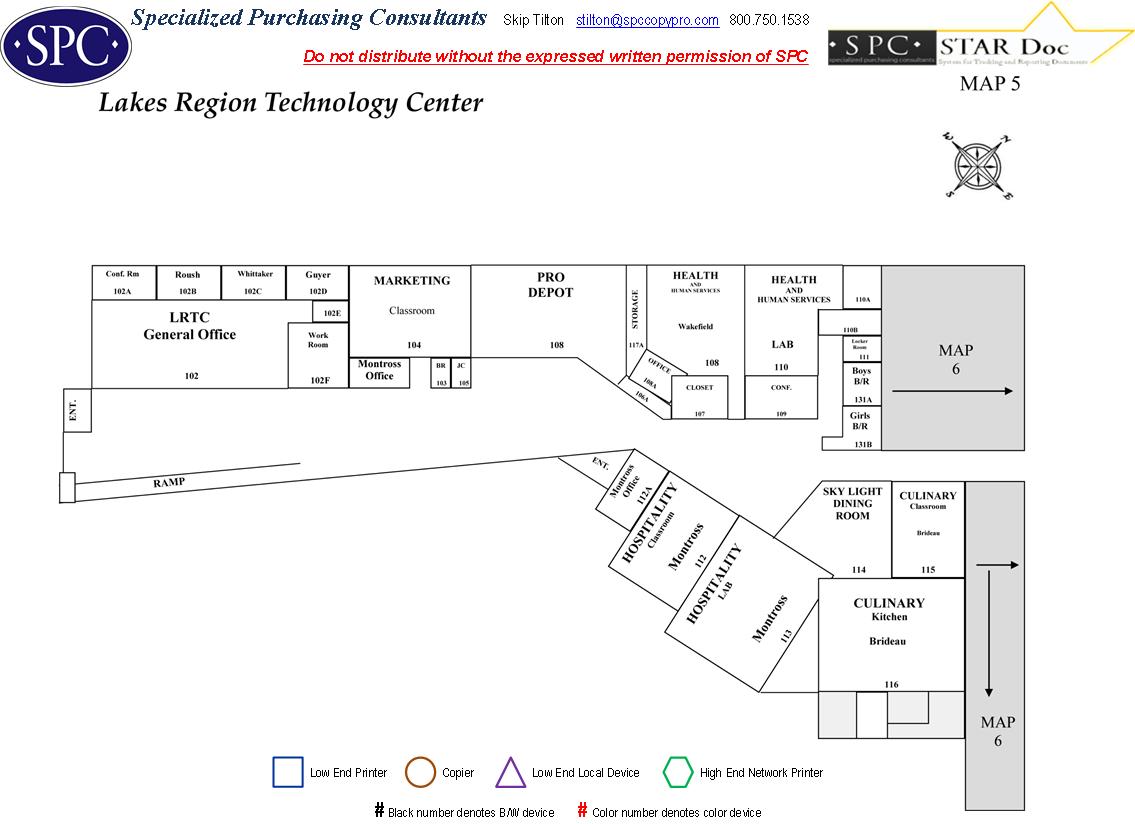 Specialized Purchasing Consultants Skip Tilton stilton@spccopypro.com 800.750.1538
·SPC·
Do not distribute without the expressed written permission of SPC
·SPC· STAR Doc
specialized purchasing consultants System for Tracking and Reporting Documents
MAP 5
Lakes Region Technology Center
W N
S E
Conf. Rm
102A
Roush
102B
Whittaker
102C
Guyer
102D
102E
LRTC
General Office
102
Work
Room
102F
MARKETING
Classroom
104
Montross
Office
BR
103
JC
105
PRO
DEPOT
108
STORAGE
117A
OFFICE
108A
106A
HEALTH
AND
HUMAN SERVICES
Wakefield
108
CLOSET
107
HEALTH
AND
HUMAN SERVICES
LAB
110
CONF.
109
110A
110B
Locker
Room
111
Boys
B/R
131A
Girls
B/R
131B
MAP
6
ENT.
RAMP
ENT.
Montross
Office
112A
HOSPITALITY
Classroom
Montross
112
HOSPITALITY
LAB
Montross
113
SKY LIGHT
DINING
ROOM
114
CULINARY
Classroom
Brideau
115
CULINARY
Kitchen
Brideau
116
MAP
6
Low End Printer Copier Low End Local Device High End Network Printer
# Black number denotes B/W device # Color number denotes color device